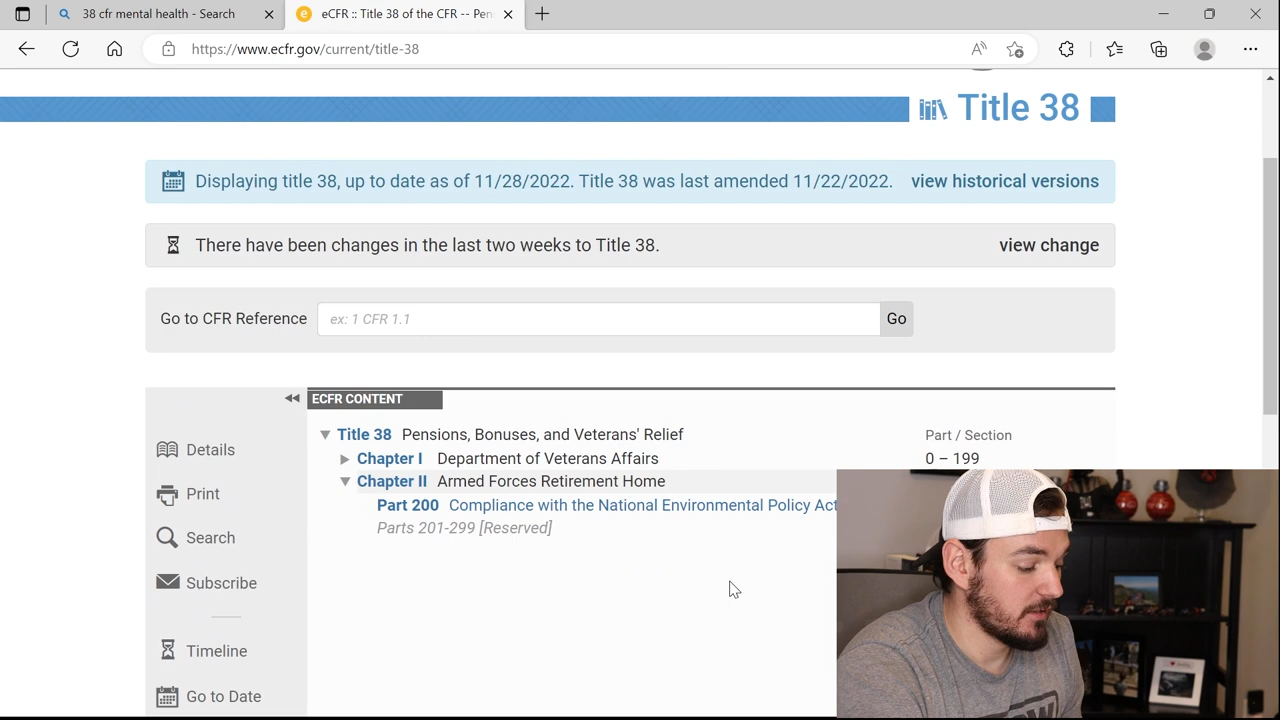 38 cfr mental health - Search
eCFR :: Title 38 of the CFR -- Pen
https://www.ecfr.gov/current/title-38
Title 38
Displaying title 38, up to date as of 11/28/2022. Title 38 was last amended 11/22/2022. view historical versions
There have been changes in the last two weeks to Title 38. view change
Go to CFR Reference ex: 1 CFR 1.1 Go
ECFR CONTENT
Title 38 Pensions, Bonuses, and Veterans' Relief Part / Section
Chapter I Department of Veterans Affairs 0 – 199
Chapter II Armed Forces Retirement Home
Part 200 Compliance with the National Environmental Policy Act
Parts 201-299 [Reserved]
Details
Print
Search
Subscribe
Timeline
Go to Date